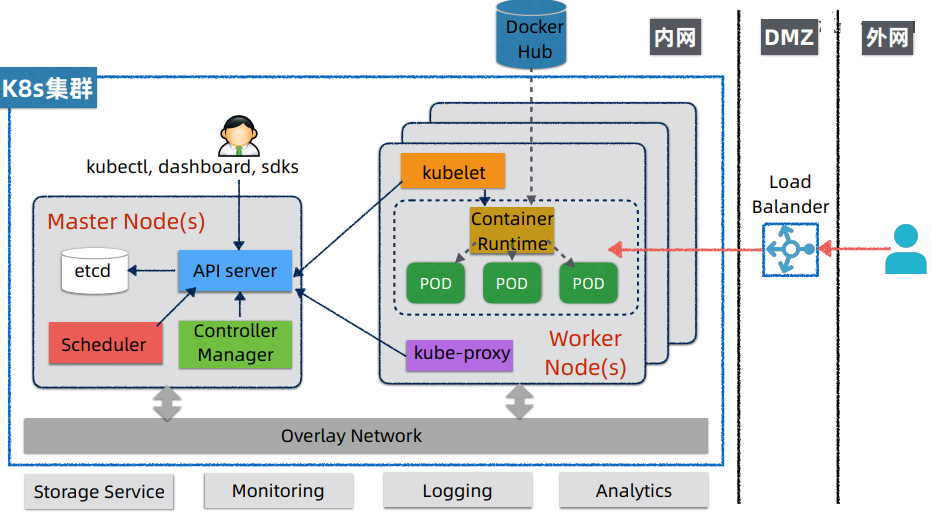 Docker
Hub
内网
DMZ
外网
K8s集群
kubectl, dashboard, sdks
kubelet
Load
Balander
Master Node(s)
Container
Runtime
etcd
API server
POD
POD
POD
Scheduler
Controller
Manager
kube-proxy
Worker
Node(s)
Overlay Network
Storage Service
Monitoring
Logging
Analytics